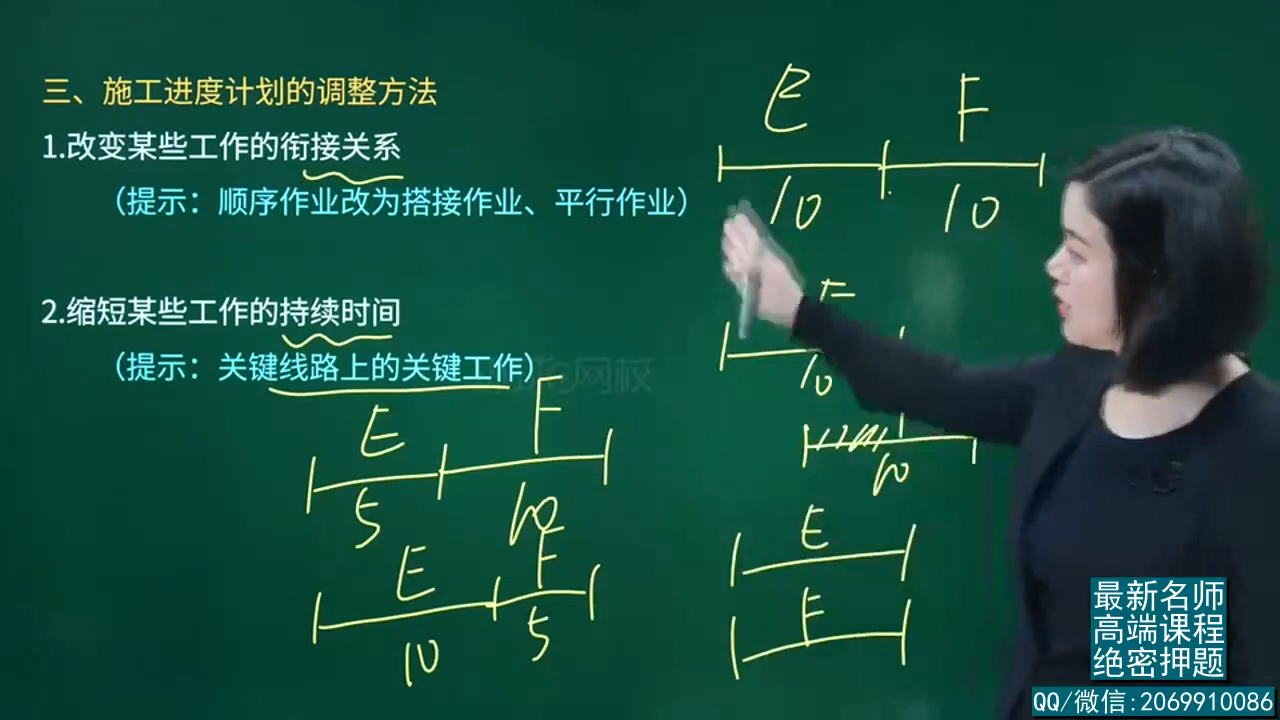 三、施工进度计划的调整方法
1.改变某些工作的衔接关系
（提示：顺序作业改为搭接作业、平行作业）
2.缩短某些工作的持续时间
（提示：关键线路上的关键工作）
E F
10 10
10
10
E
F
E F
5 10
E F
10 5
最新名师
高端课程
绝密押题
QQ/微信:2069910086